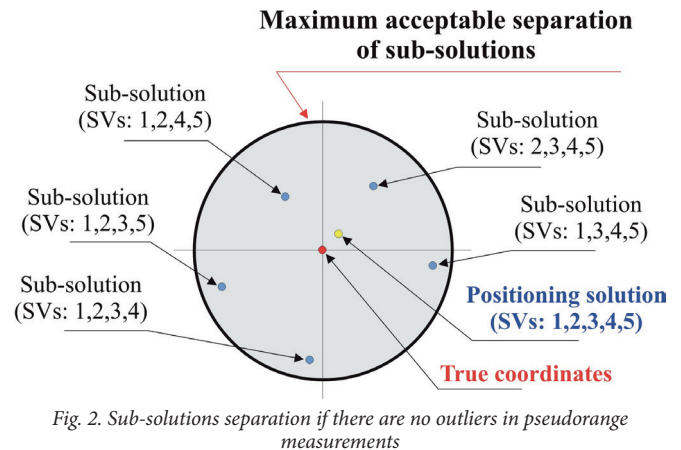 Maximum acceptable separation
of sub-solutions
Sub-solution
(SVs: 1,2,4,5)
Sub-solution
(SVs: 2,3,4,5)
Sub-solution
(SVs: 1,2,3,5)
Sub-solution
(SVs: 1,3,4,5)
Sub-solution
(SVs: 1,2,3,4)
Positioning solution
(SVs: 1,2,3,4,5)
True coordinates
Fig. 2. Sub-solutions separation if there are no outliers in pseudorange
measurements